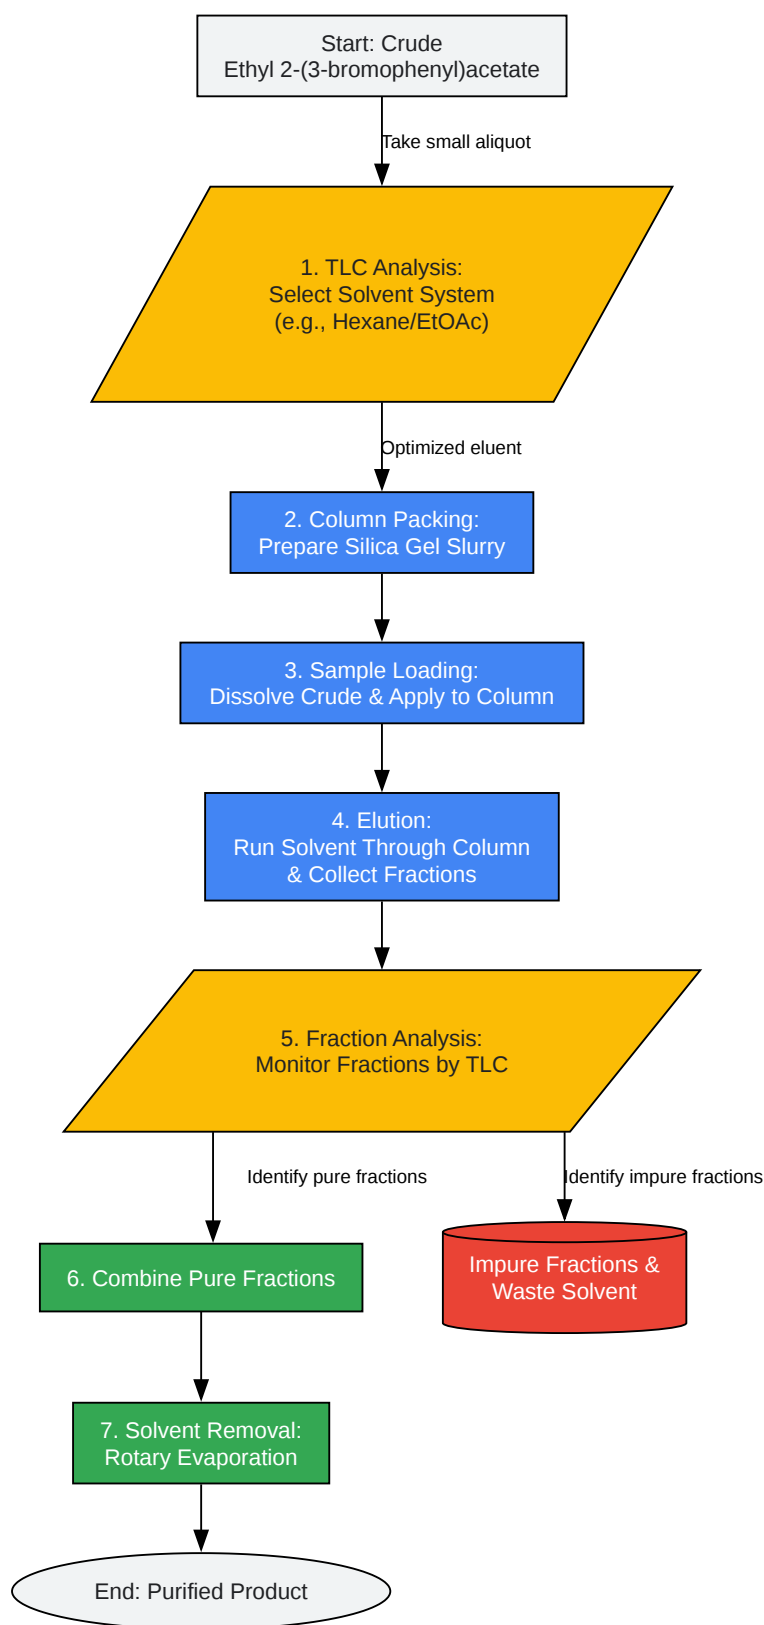 Start: Crude
Ethyl 2-(3-bromophenyl)acetate
Take small aliquot
1. TLC Analysis:
Select Solvent System
(e.g., Hexane/EtOAc)
Optimized eluent
2. Column Packing:
Prepare Silica Gel Slurry
3. Sample Loading:
Dissolve Crude & Apply to Column
4. Elution:
Run Solvent Through Column
& Collect Fractions
5. Fraction Analysis:
Monitor Fractions by TLC
Identify pure fractions
Identify impure fractions
6. Combine Pure Fractions
Impure Fractions &
Waste Solvent
7. Solvent Removal:
Rotary Evaporation
End: Purified Product